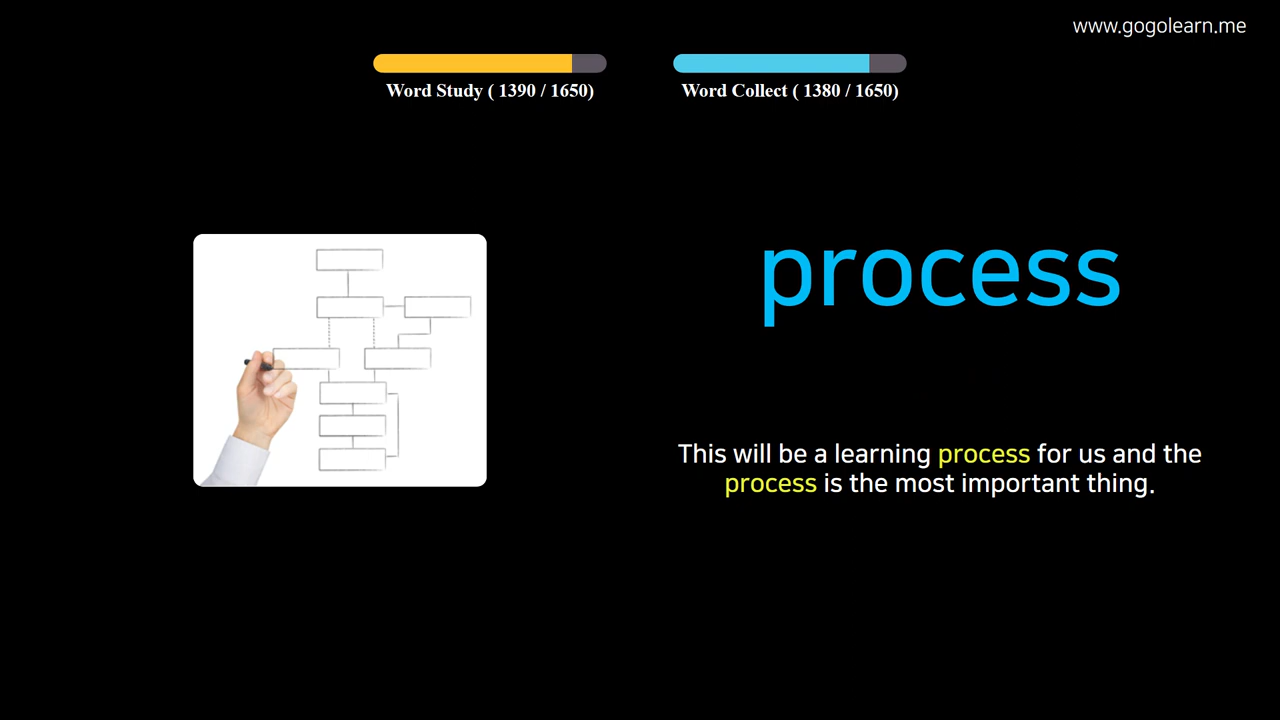 www.gogolearn.me
Word Study ( 1390 / 1650)
Word Collect ( 1380 / 1650)
process
This will be a learning process for us and the
process is the most important thing.